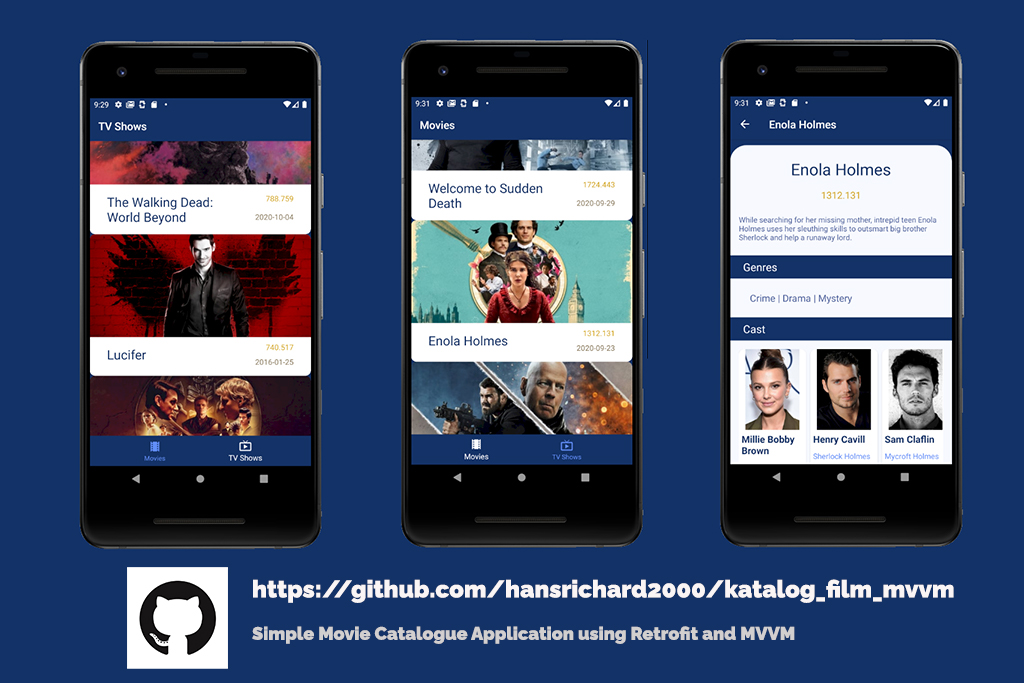 9:29
TV Shows
The Walking Dead:
World Beyond
788.759
2020-10-04
Lucifer
740.517
2016-01-25
Movies
TV Shows
9:31
Movies
Welcome to Sudden
Death
1724.443
2020-09-29
Enola Holmes
1312.131
2020-09-23
Movies
TV Shows
9:31
Enola Holmes
Enola Holmes
1312.131
While searching for her missing mother, intrepid teen Enola
Holmes uses her sleuthing skills to outsmart big brother
Sherlock and help a runaway lord.
Genres
Crime | Drama | Mystery
Cast
Millie Bobby
Brown
Henry Cavill
Sherlock Holmes
Sam Claflin
Mycroft Holmes
https://github.com/hansrichard2000/katalog_film_mvvm
Simple Movie Catalogue Application using Retrofit and MVVM